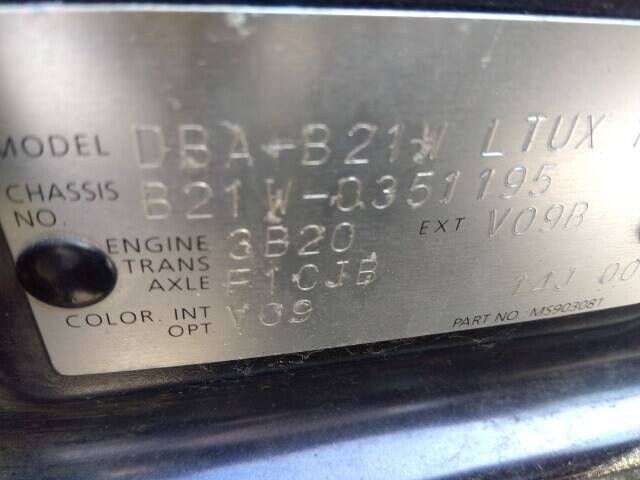 MODEL DBA-B21W LTUX
CHASSIS NO. B21W-0351195
ENGINE 3B20 EXT V09B
TRANS AXLE F1CJB
COLOR. INT OPT V09
PART NO. MS903081